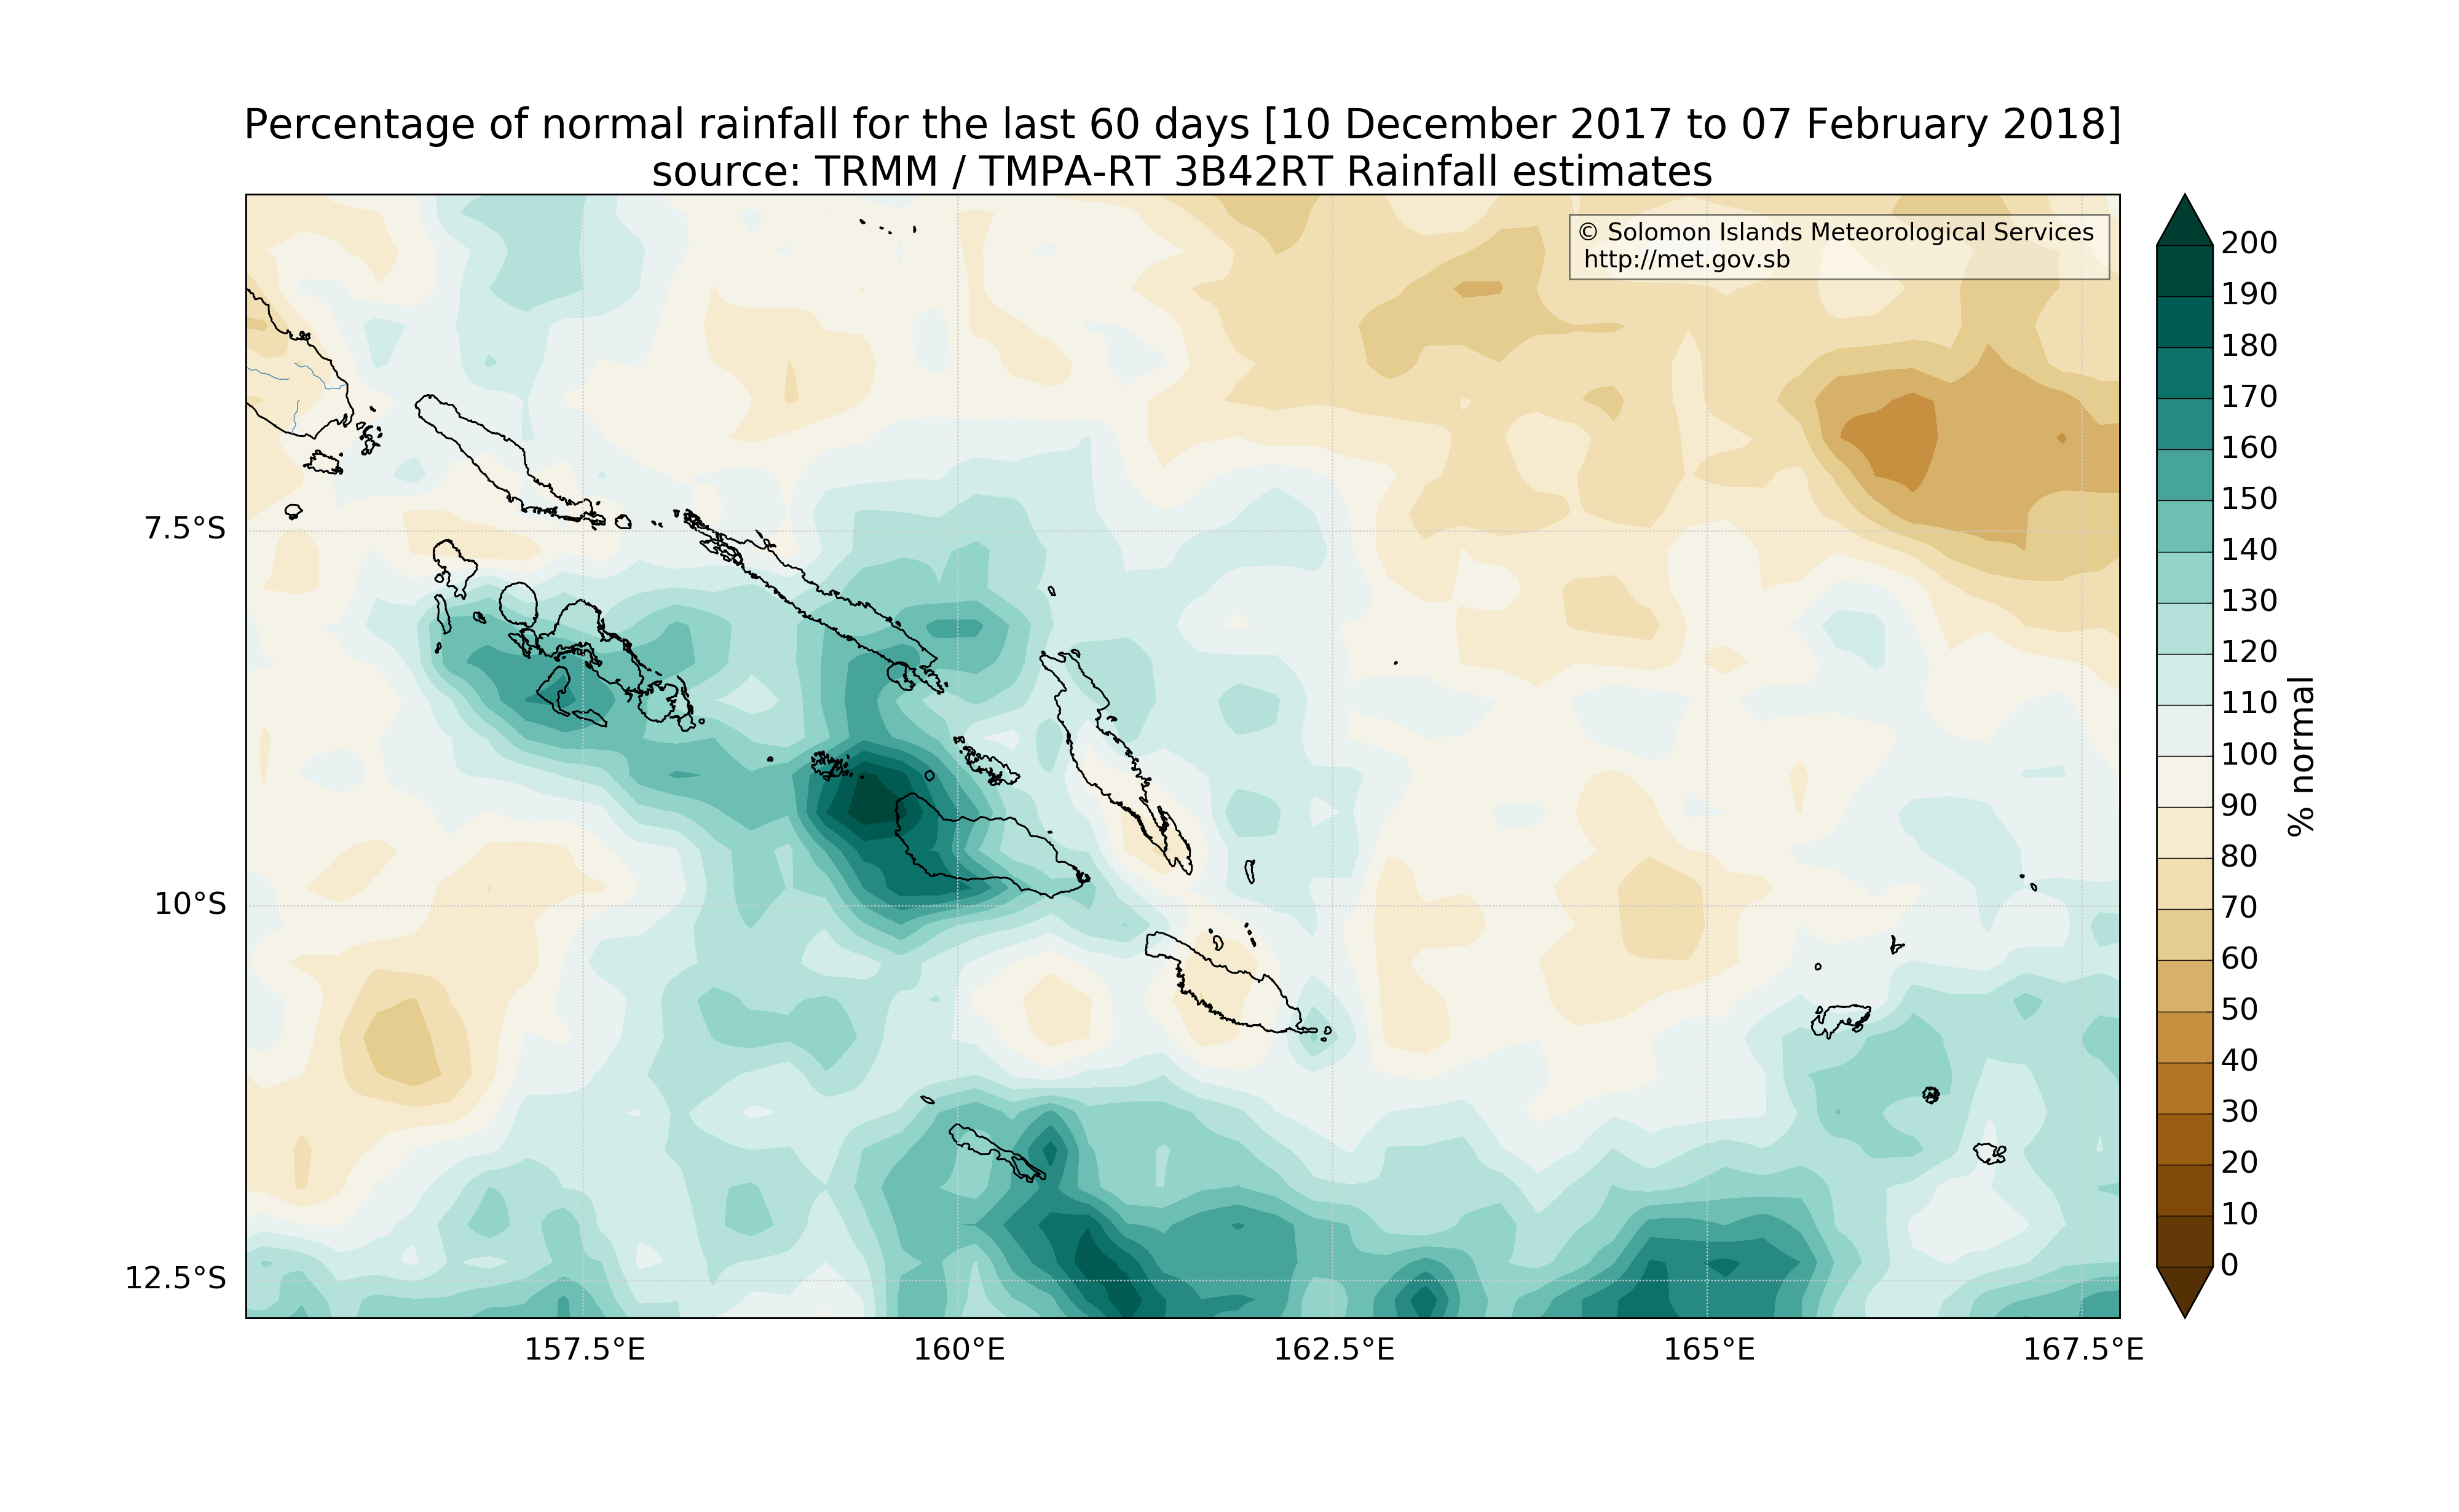 Percentage of normal rainfall for the last 60 days [10 December 2017 to 07 February 2018]
source: TRMM / TMPA-RT 3B42RT Rainfall estimates
© Solomon Islands Meteorological Services
http://met.gov.sb
7.5°S
10°S
12.5°S
157.5°E
160°E
162.5°E
165°E
167.5°E
200
190
180
170
160
150
140
130
120
110
100
90
80
70
60
50
40
30
20
10
0
% normal